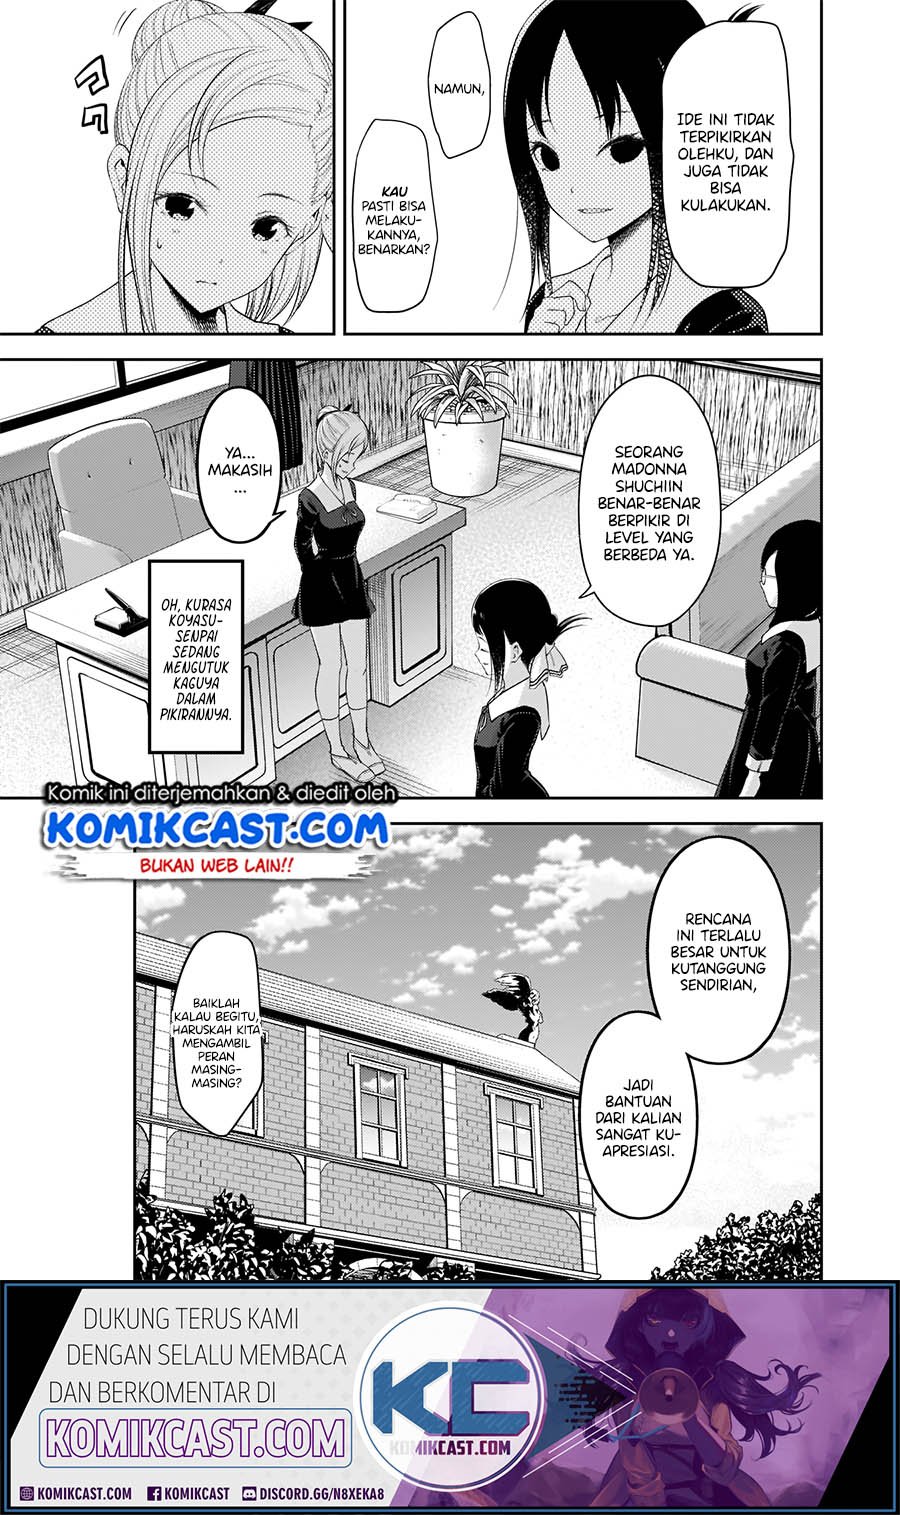 IDE INI TIDAK
TERPIKIRKAN
OLEHKU, DAN
JUGA TIDAK
BISA
KULAKUKAN.
NAMUN,
KAU
PASTI BISA
MELAKU-
KANNYA,
BENARKAN?
コクッ
SEORANG
MADONNA
SHUCHIIN
BENAR-BENAR
BERPIKIR DI
LEVEL YANG
BERBEDA YA.
YA...
MAKASIH
...
OH, KURASA
KOYASU-
SENPAI
SEDANG
MENGUTUK
KAGUYA
DALAM
PIKIRANNYA.
Komik ini diterjemahkan & diedit oleh
KOMIKCAST.COM
BUKAN WEB LAIN!!
RENCANA
INI TERLALU
BESAR UNTUK
KUTANGGUNG
SENDIRIAN,
JADI
BANTUAN
DARI KALIAN
SANGAT KU-
APRESIASI.
BAIKLAH
KALAU BEGITU,
HARUSKAH KITA
MENGAMBIL
PERAN
MASING-
MASING?
DUKUNG TERUS KAMI
DENGAN SELALU MEMBACA
DAN BERKOMENTAR DI
KOMIKCAST.COM
KC
KOMIKCAST.COM
KOMIKCAST.COM KOMIKCAST DISCORD.GG/N8XEKA8